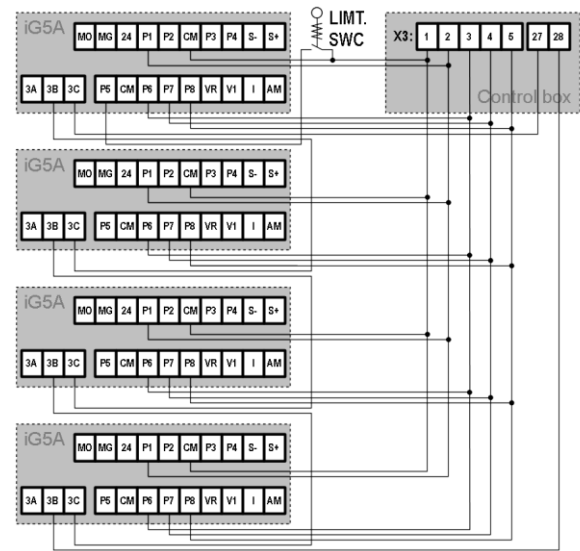 iG5A
MO MG 24 P1 P2 CM P3 P4 S- S+
3A 3B 3C P5 CM P6 P7 P8 VR V1 I AM
LIMT.
SWC
X3: 1 2 3 4 5 27 28
Control box
iG5A
MO MG 24 P1 P2 CM P3 P4 S- S+
3A 3B 3C P5 CM P6 P7 P8 VR V1 I AM
iG5A
MO MG 24 P1 P2 CM P3 P4 S- S+
3A 3B 3C P5 CM P6 P7 P8 VR V1 I AM
iG5A
MO MG 24 P1 P2 CM P3 P4 S- S+
3A 3B 3C P5 CM P6 P7 P8 VR V1 I AM